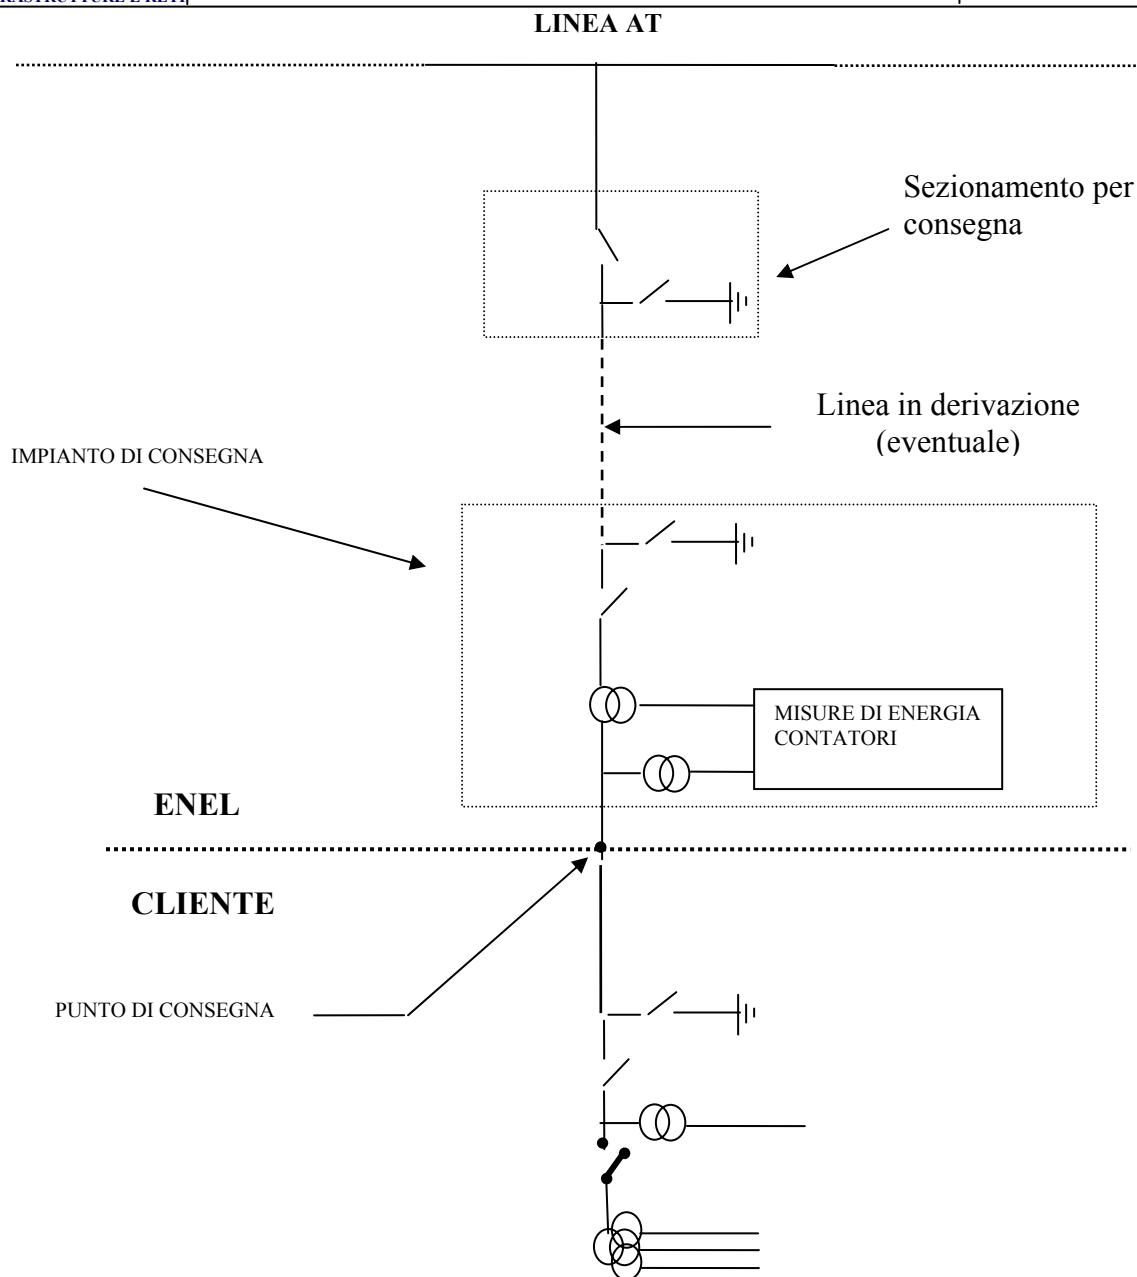 LINEA AT
Sezionamento per
consegna
Linea in derivazione
(eventuale)
IMPIANTO DI CONSEGNA
MISURE DI ENERGIA
CONTATORI
ENEL
CLIENTE
PUNTO DI CONSEGNA